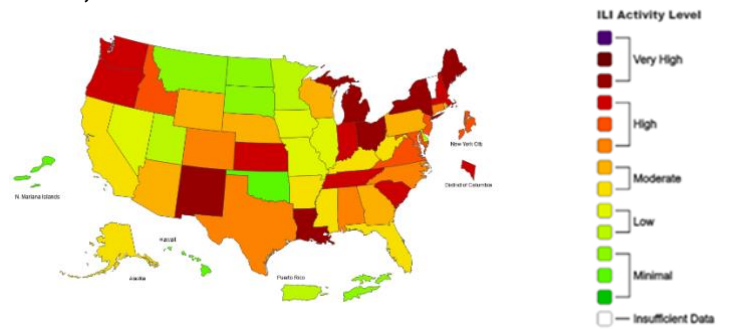 ILI Activity Level
Very High
High
Moderate
Low
Minimal
Insufficient Data
New York City
District of Columbia
N. Mariana Islands
Hawaii
Alaska
Puerto Rico